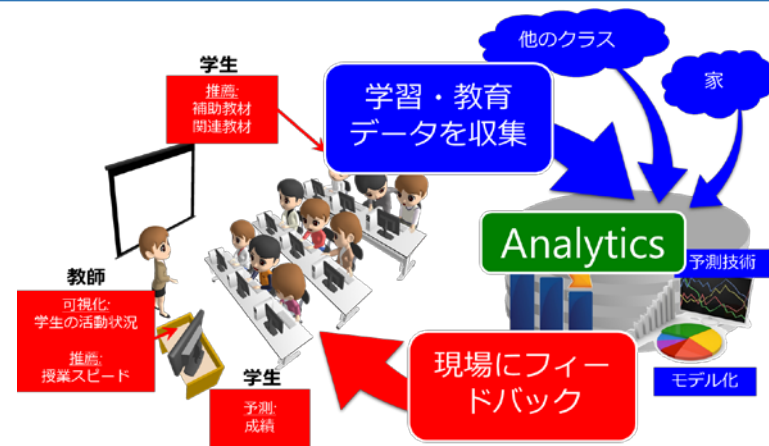 他のクラス
家
学生
推薦:
補助教材
関連教材
学習・教育
データを収集
Analytics
予測技術
教師
可視化:
学生の活動状況
推薦:
授業スピード
学生
予測:
成績
現場にフィー
ドバック
モデル化